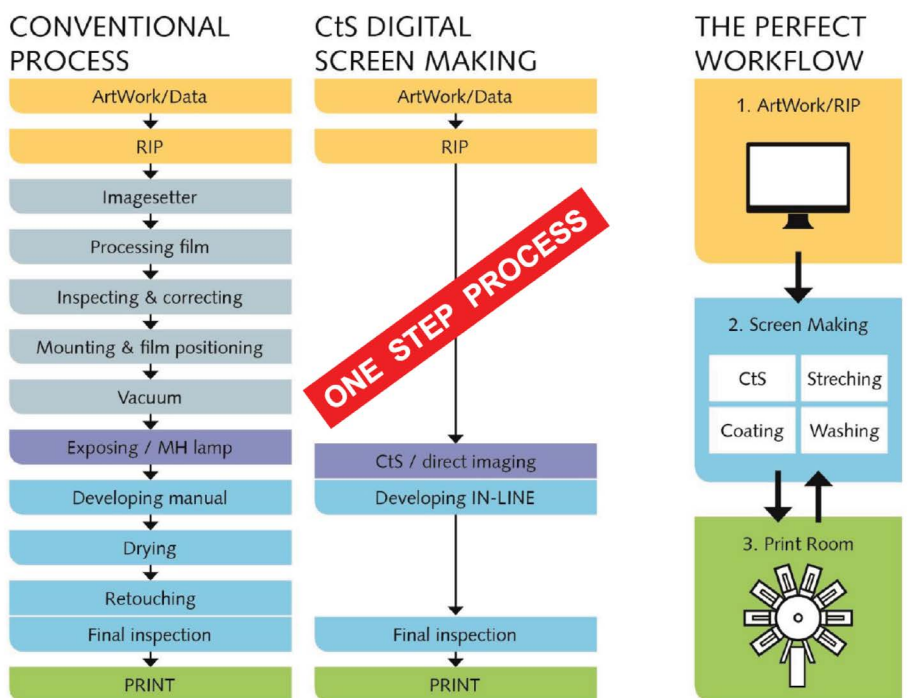 CONVENTIONAL
PROCESS
ArtWork/Data
RIP
Imagesetter
Processing film
Inspecting & correcting
Mounting & film positioning
Vacuum
Exposing / MH lamp
Developing manual
Drying
Retouching
Final inspection
PRINT
CtS DIGITAL
SCREEN MAKING
ArtWork/Data
RIP
ONE STEP PROCESS
CtS / direct imaging
Developing IN-LINE
Final inspection
PRINT
THE PERFECT
WORKFLOW
1. ArtWork/RIP
2. Screen Making
CtS
Streching
Coating
Washing
3. Print Room